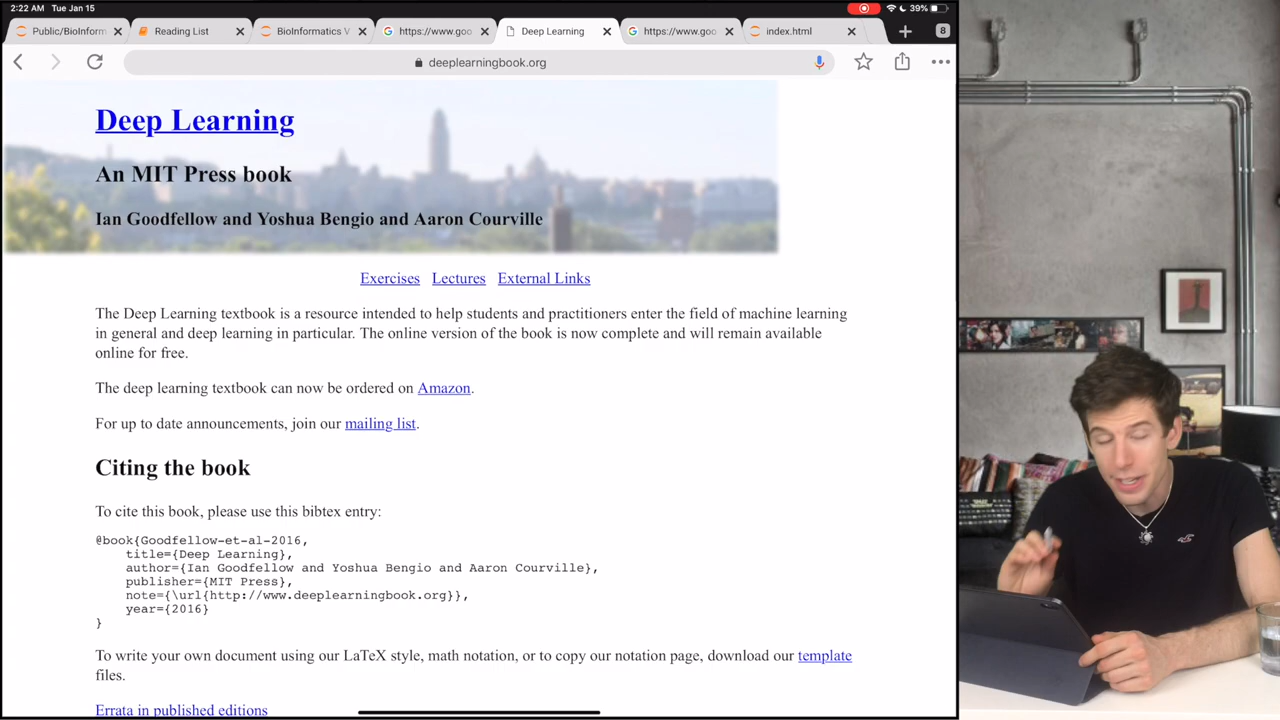 2:22 AM Tue Jan 15
39%
Public/BioInform
Reading List
BioInformatics V
https://www.goo
Deep Learning
https://www.goo
index.html
8
deeplearningbook.org
Deep Learning
An MIT Press book
Ian Goodfellow and Yoshua Bengio and Aaron Courville
Exercises Lectures External Links
The Deep Learning textbook is a resource intended to help students and practitioners enter the field of machine learning
in general and deep learning in particular. The online version of the book is now complete and will remain available
online for free.
The deep learning textbook can now be ordered on Amazon.
For up to date announcements, join our mailing list.
Citing the book
To cite this book, please use this bibtex entry:
@book{Goodfellow-et-al-2016,
title={Deep Learning},
author={Ian Goodfellow and Yoshua Bengio and Aaron Courville},
publisher={MIT Press},
note={\url{http://www.deeplearningbook.org}},
year={2016}
}
To write your own document using our LaTeX style, math notation, or to copy our notation page, download our template
files.
Errata in published editions